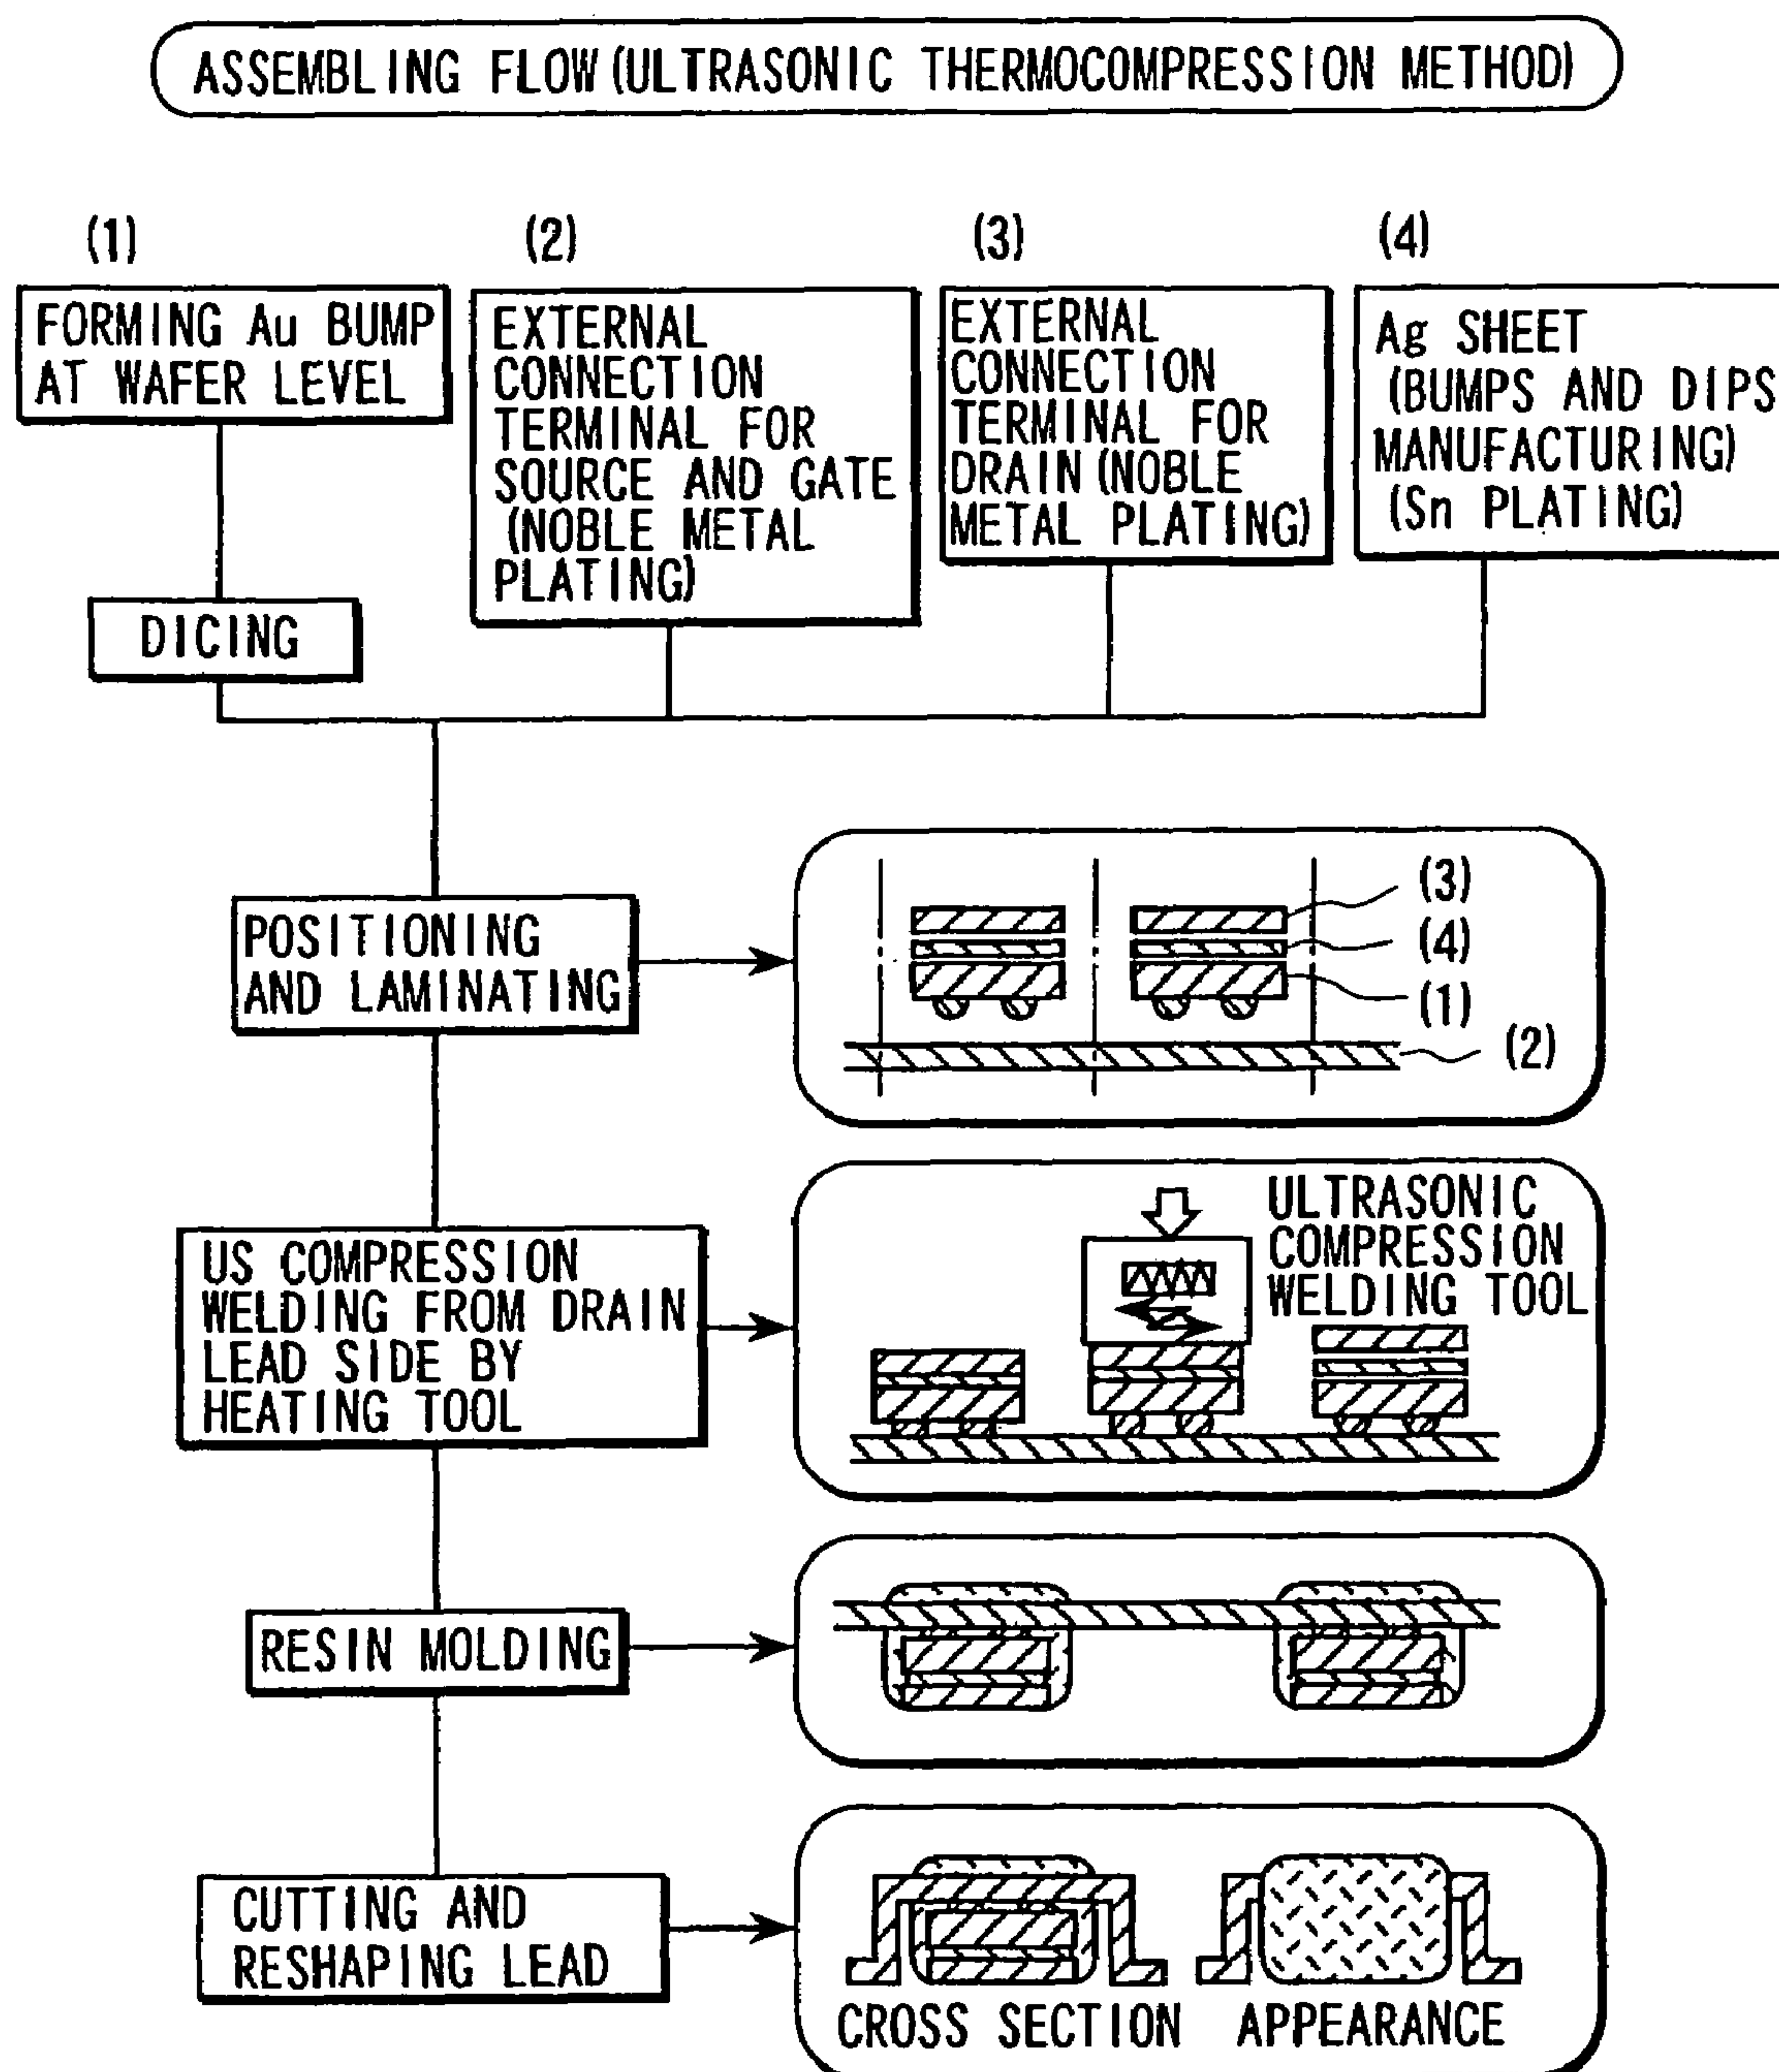 ASSEMBLING FLOW (ULTRASONIC THERMOCOMPRESSION METHOD)
(1)
FORMING Au BUMP
AT WAFER LEVEL
DICING
(2)
EXTERNAL
CONNECTION
TERMINAL FOR
SOURCE AND GATE
(NOBLE METAL
PLATING)
(3)
EXTERNAL
CONNECTION
TERMINAL FOR
DRAIN (NOBLE
METAL PLATING)
(4)
Ag SHEET
(BUMPS AND DIPS
MANUFACTURING)
(Sn PLATING)
POSITIONING
AND LAMINATING
(3)
(4)
(1)
(2)
US COMPRESSION
WELDING FROM DRAIN
LEAD SIDE BY
HEATING TOOL
ULTRASONIC
COMPRESSION
WELDING TOOL
RESIN MOLDING
CUTTING AND
RESHAPING LEAD
CROSS SECTION
APPEARANCE